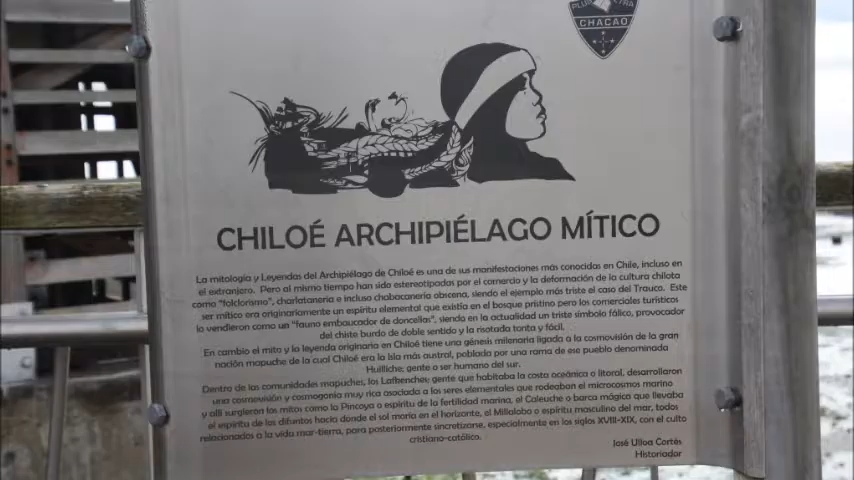 PLUS ULTRA
CHACAO
CHILOÉ ARCHIPIÉLAGO MÍTICO
La mitología y Leyendas del Archipiélago de Chiloé es una de sus manifestaciones más conocidas en Chile, incluso en
el extranjero. Pero al mismo tiempo han sido estereotipadas por el comercio y la deformación de la cultura chilota
como "folclorismo", charlatanería e incluso chabacanería obscena, siendo el ejemplo más triste el caso del Trauco. Este
ser mítico era originariamente un espíritu elemental que existía en el bosque prístino pero los comerciales turísticos
lo vendieron como un "fauno embaucador de doncellas", siendo en la actualidad un triste símbolo fálico, provocador
del chiste burdo de doble sentido y la risotada tonta y fácil.
En cambio el mito y la leyenda originaria en Chiloé tiene una génesis milenaria ligada a la cosmovisión de la gran
nación mapuche de la cual Chiloé era la isla más austral, poblada por una rama de ese pueblo denominada
Huilliche; gente o ser humano del sur.
Dentro de las comunidades mapuches, los Lafkenches; gente que habitaba la costa oceánica o litoral, desarrollaron
una cosmovisión y cosmogonía muy rica asociada a los seres elementales que rodeaban el microcosmos marino
y allí surgieron los mitos como la Pincoya o espíritu de la fertilidad marina, el Caleuche o barca mágica que llevaba
el espíritu de los difuntos hacia donde el sol moría en el horizonte, el Millalobo o espíritu masculino del mar, todos
relacionados a la vida mar-tierra, para posteriormente sincretizarse, especialmente en los siglos XVIII-XIX, con el culto
cristiano-católico.
José Ulloa Cortés
Historiador